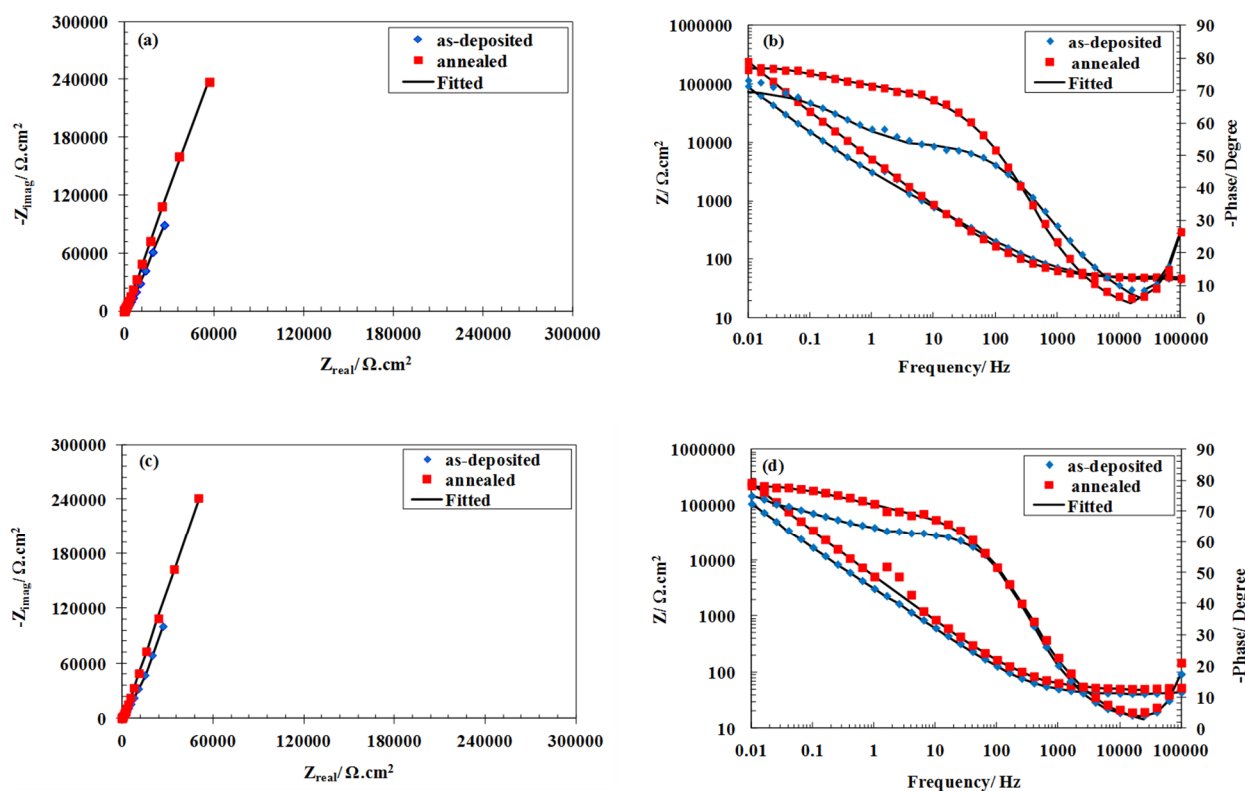 300000
240000
180000
120000
60000
0
-Zimag/ Ω.cm²
(a)
as-deposited
annealed
Fitted
0 60000 120000 180000 240000 300000
Zreal/ Ω.cm²
1000000
100000
10000
1000
100
10
Z/ Ω.cm²
(b)
as-deposited
annealed
Fitted
90
80
70
60
50
40
30
20
10
0
-Phase/ Degree
0.01 0.1 1 10 100 1000 10000 100000
Frequency/ Hz
300000
240000
180000
120000
60000
0
-Zimag/ Ω.cm²
(c)
as-deposited
annealed
Fitted
0 60000 120000 180000 240000 300000
Zreal/ Ω.cm²
1000000
100000
10000
1000
100
10
Z/ Ω.cm²
(d)
as-deposited
annealed
Fitted
90
80
70
60
50
40
30
20
10
0
-Phase/ Degree
0.01 0.1 1 10 100 1000 10000 100000
Frequency/ Hz